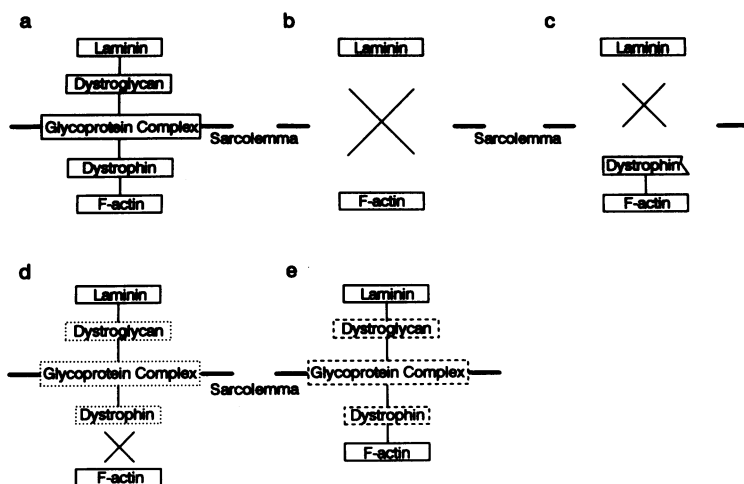 a
Laminin
Dystroglycan
Glycoprotein Complex
Sarcolemma
Dystrophin
F-actin
b
Laminin
Sarcolemma
F-actin
c
Laminin
Dystrophin
F-actin
d
Laminin
Dystroglycan
Glycoprotein Complex
Sarcolemma
Dystrophin
F-actin
e
Laminin
Dystroglycan
Glycoprotein Complex
Dystrophin
F-actin